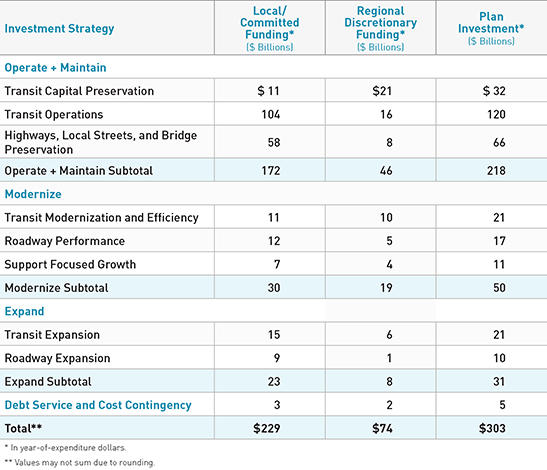 Investment Strategy Local/ Committed Funding* ($ Billions) Regional Discretionary Funding* ($ Billions) Plan Investment* ($ Billions)
Operate + Maintain
Transit Capital Preservation $ 11 $21 $ 32
Transit Operations 104 16 120
Highways, Local Streets, and Bridge
Preservation 58 8 66
Operate + Maintain Subtotal 172 46 218
Modernize
Transit Modernization and Efficiency 11 10 21
Roadway Performance 12 5 17
Support Focused Growth 7 4 11
Modernize Subtotal 30 19 50
Expand
Transit Expansion 15 6 21
Roadway Expansion 9 1 10
Expand Subtotal 23 8 31
Debt Service and Cost Contingency 3 2 5
Total** $229 $74 $303
* In year-of-expenditure dollars.
** Values may not sum due to rounding.